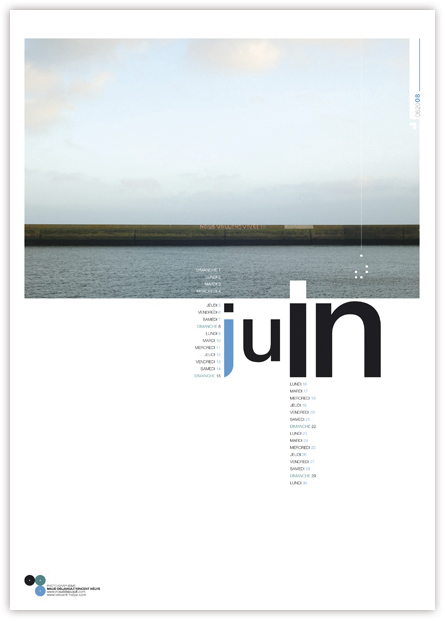 DIMANCHE 1
LUNDI 2
MARDI 3
MERCREDI 4
JEUDI 5
VENDREDI 6
SAMEDI 7
DIMANCHE 8
LUNDI 9
MARDI 10
MERCREDI 11
JEUDI 12
VENDREDI 13
SAMEDI 14
DIMANCHE 15
juin
LUNDI 16
MARDI 17
MERCREDI 18
JEUDI 19
VENDREDI 20
SAMEDI 21
DIMANCHE 22
LUNDI 23
MARDI 24
MERCREDI 25
JEUDI 26
VENDREDI 27
SAMEDI 28
DIMANCHE 29
LUNDI 30